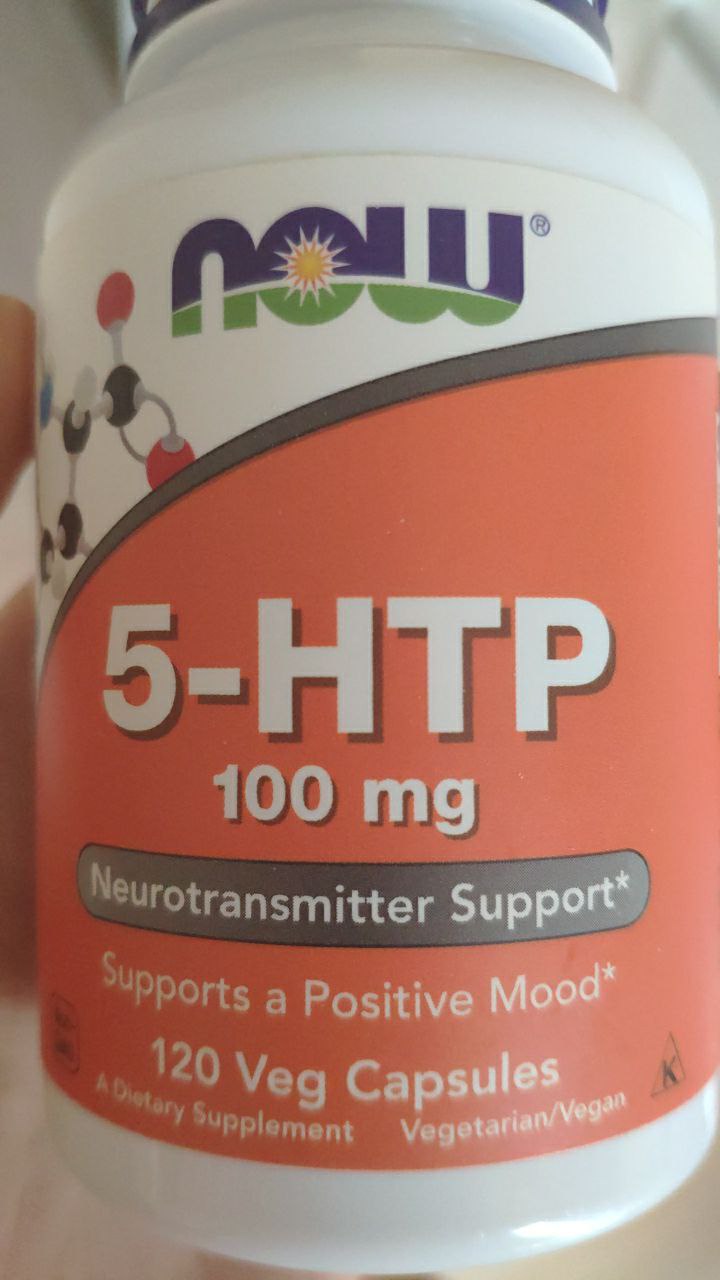 NOW®
5-HTP
100 mg
Neurotransmitter Support*
Supports a Positive Mood*
120 Veg Capsules
A Dietary Supplement Vegetarian/Vegan
K